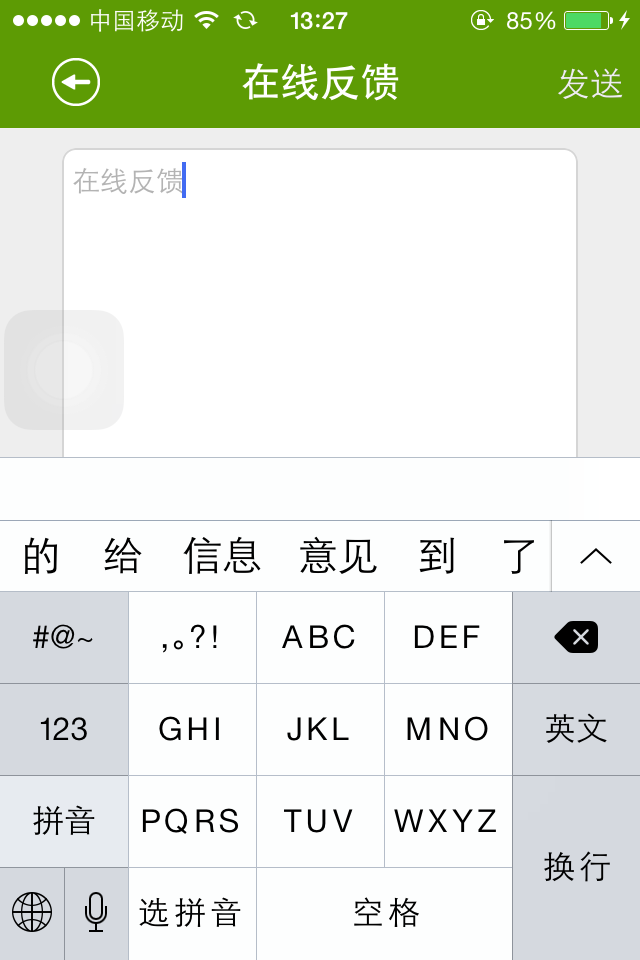 中国移动 13:27 85%
在线反馈 发送
在线反馈
的 给 信息 意见 到 了
#@~ ,。?! ABC DEF
123 GHI JKL MNO 英文
拼音 PQRS TUV WXYZ
换行
选拼音 空格